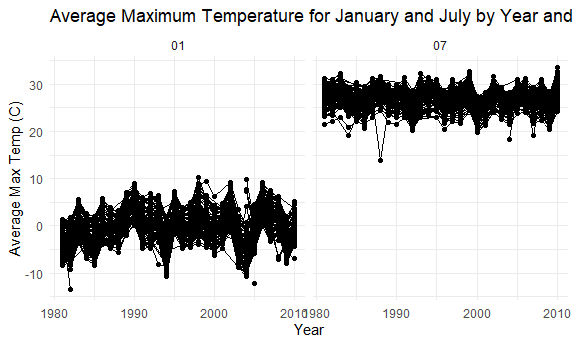 Average Maximum Temperature for January and July by Year and
01 07
Average Max Temp (C)
30
20
10
0
-10
1980 1990 2000 2010 1980 1990 2000 2010
Year